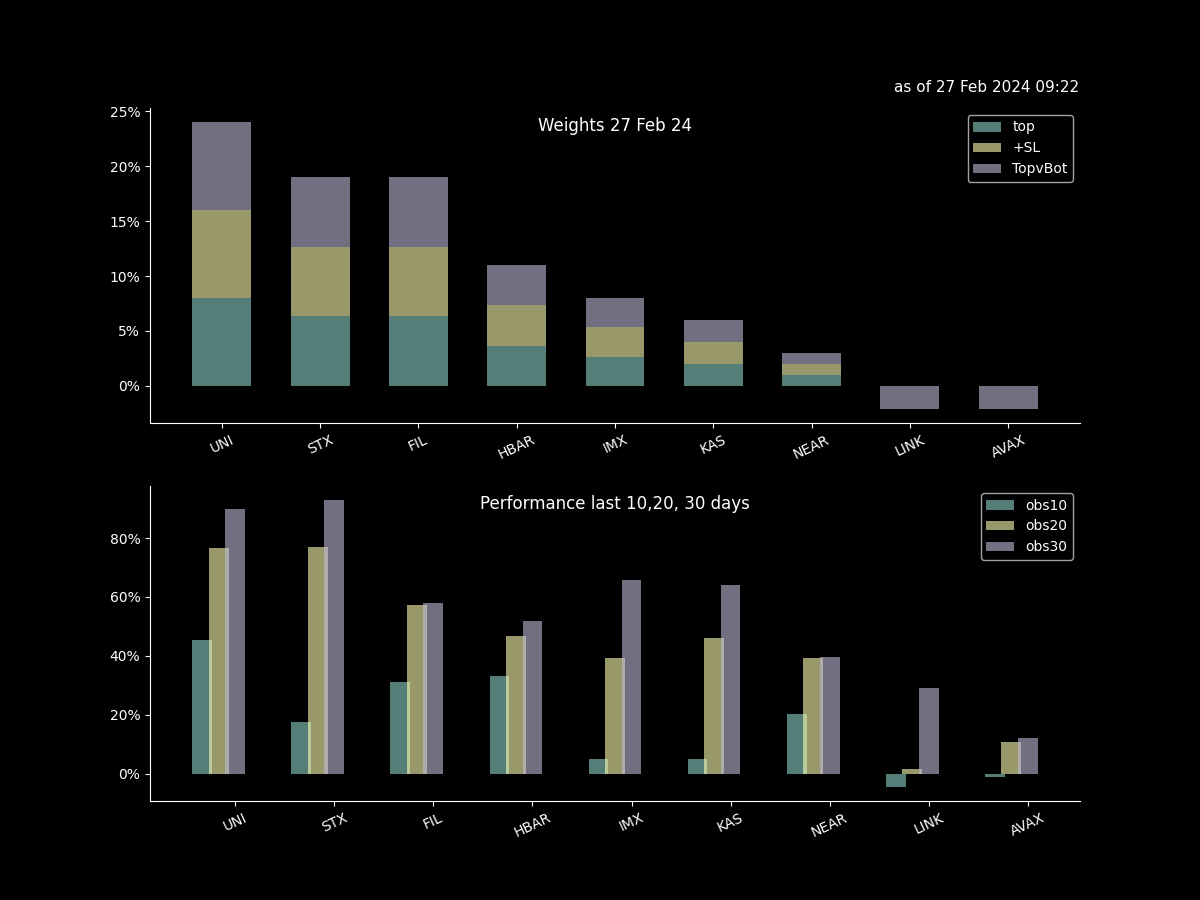 as of 27 Feb 2024 09:22
Weights 27 Feb 24
top
+SL
TopvBot
25%
20%
15%
10%
5%
0%
UNI STX FIL HBAR IMX KAS NEAR LINK AVAX
Performance last 10,20, 30 days
obs10
obs20
obs30
80%
60%
40%
20%
0%
UNI STX FIL HBAR IMX KAS NEAR LINK AVAX